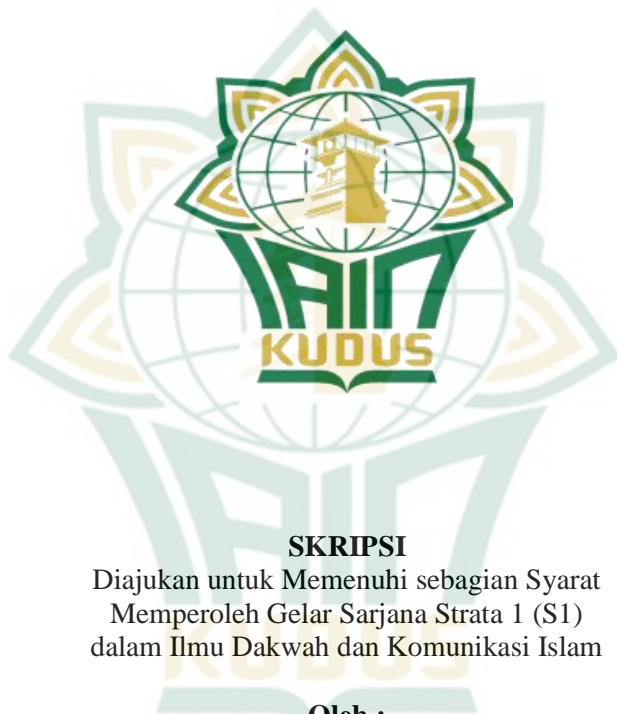 IAIN
KUDUS
SKRIPSI
Diajukan untuk Memenuhi sebagian Syarat
Memperoleh Gelar Sarjana Strata 1 (S1)
dalam Ilmu Dakwah dan Komunikasi Islam
Oleh :